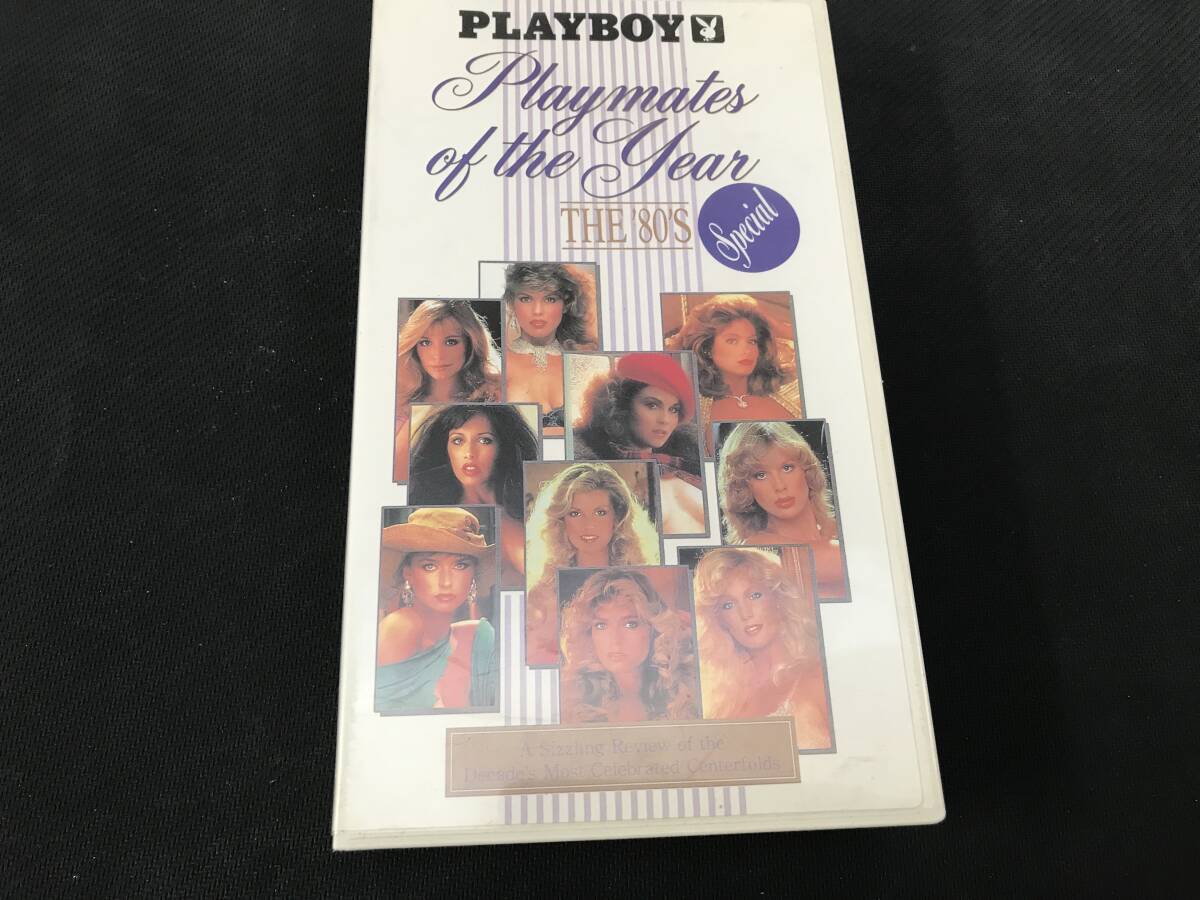 PLAYBOY
Playmates
of the Year
THE '80'S
Special
A Sizzling Review of the
Decade's Most Celebrated Centerfolds